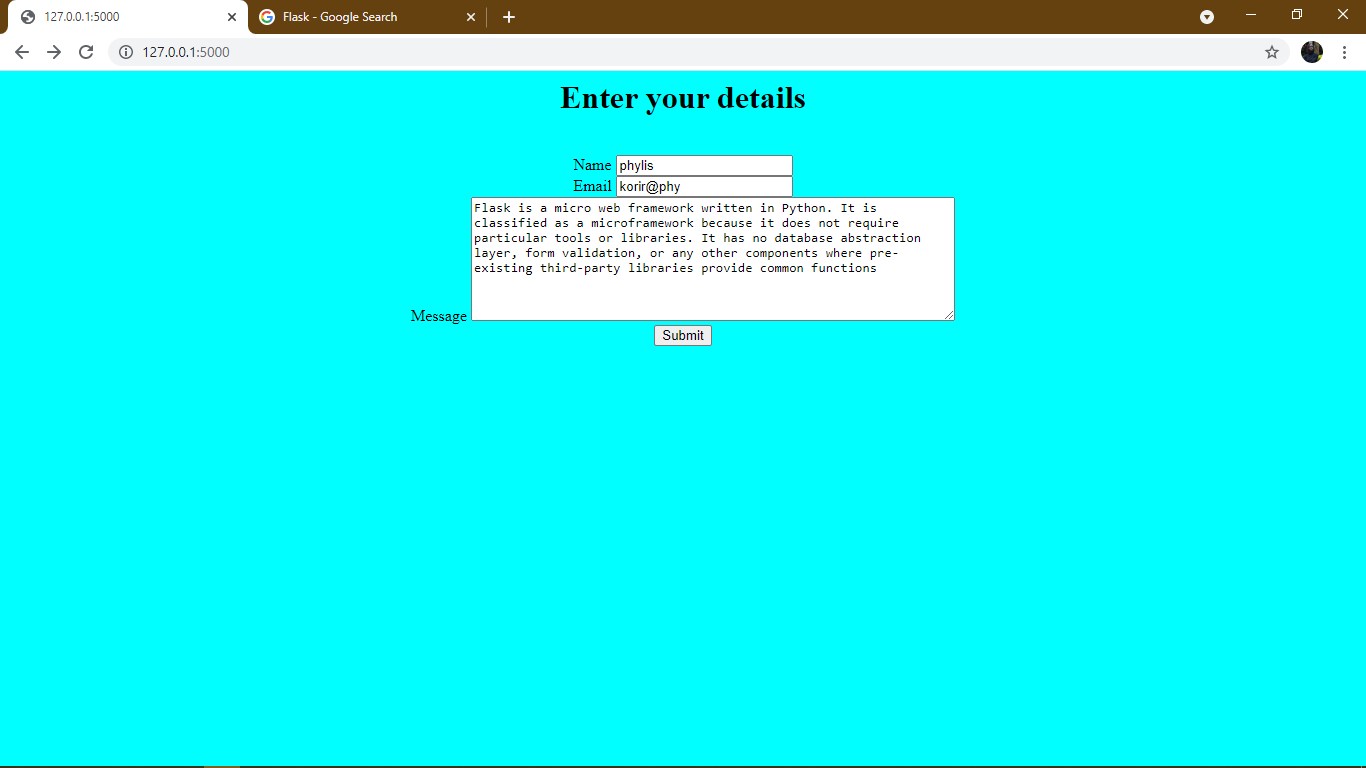 127.0.0.1:5000
Flask - Google Search
127.0.0.1:5000
Enter your details
Name phylis
Email korir@phy
Flask is a micro web framework written in Python. It is
classified as a microframework because it does not require
particular tools or libraries. It has no database abstraction
layer, form validation, or any other components where pre-
existing third-party libraries provide common functions
Message
Submit